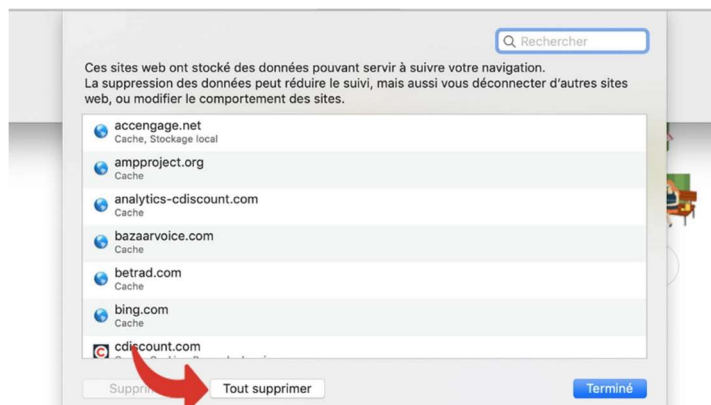 Rechercher
Ces sites web ont stocké des données pouvant servir à suivre votre navigation.
La suppression des données peut réduire le suivi, mais aussi vous déconnecter d'autres sites
web, ou modifier le comportement des sites.
accengage.net
Cache, Stockage local
ampproject.org
Cache
analytics-cdiscount.com
Cache
bazaarvoice.com
Cache
betrad.com
Cache
bing.com
Cache
cdiscount.com
Tout supprimer
Terminé